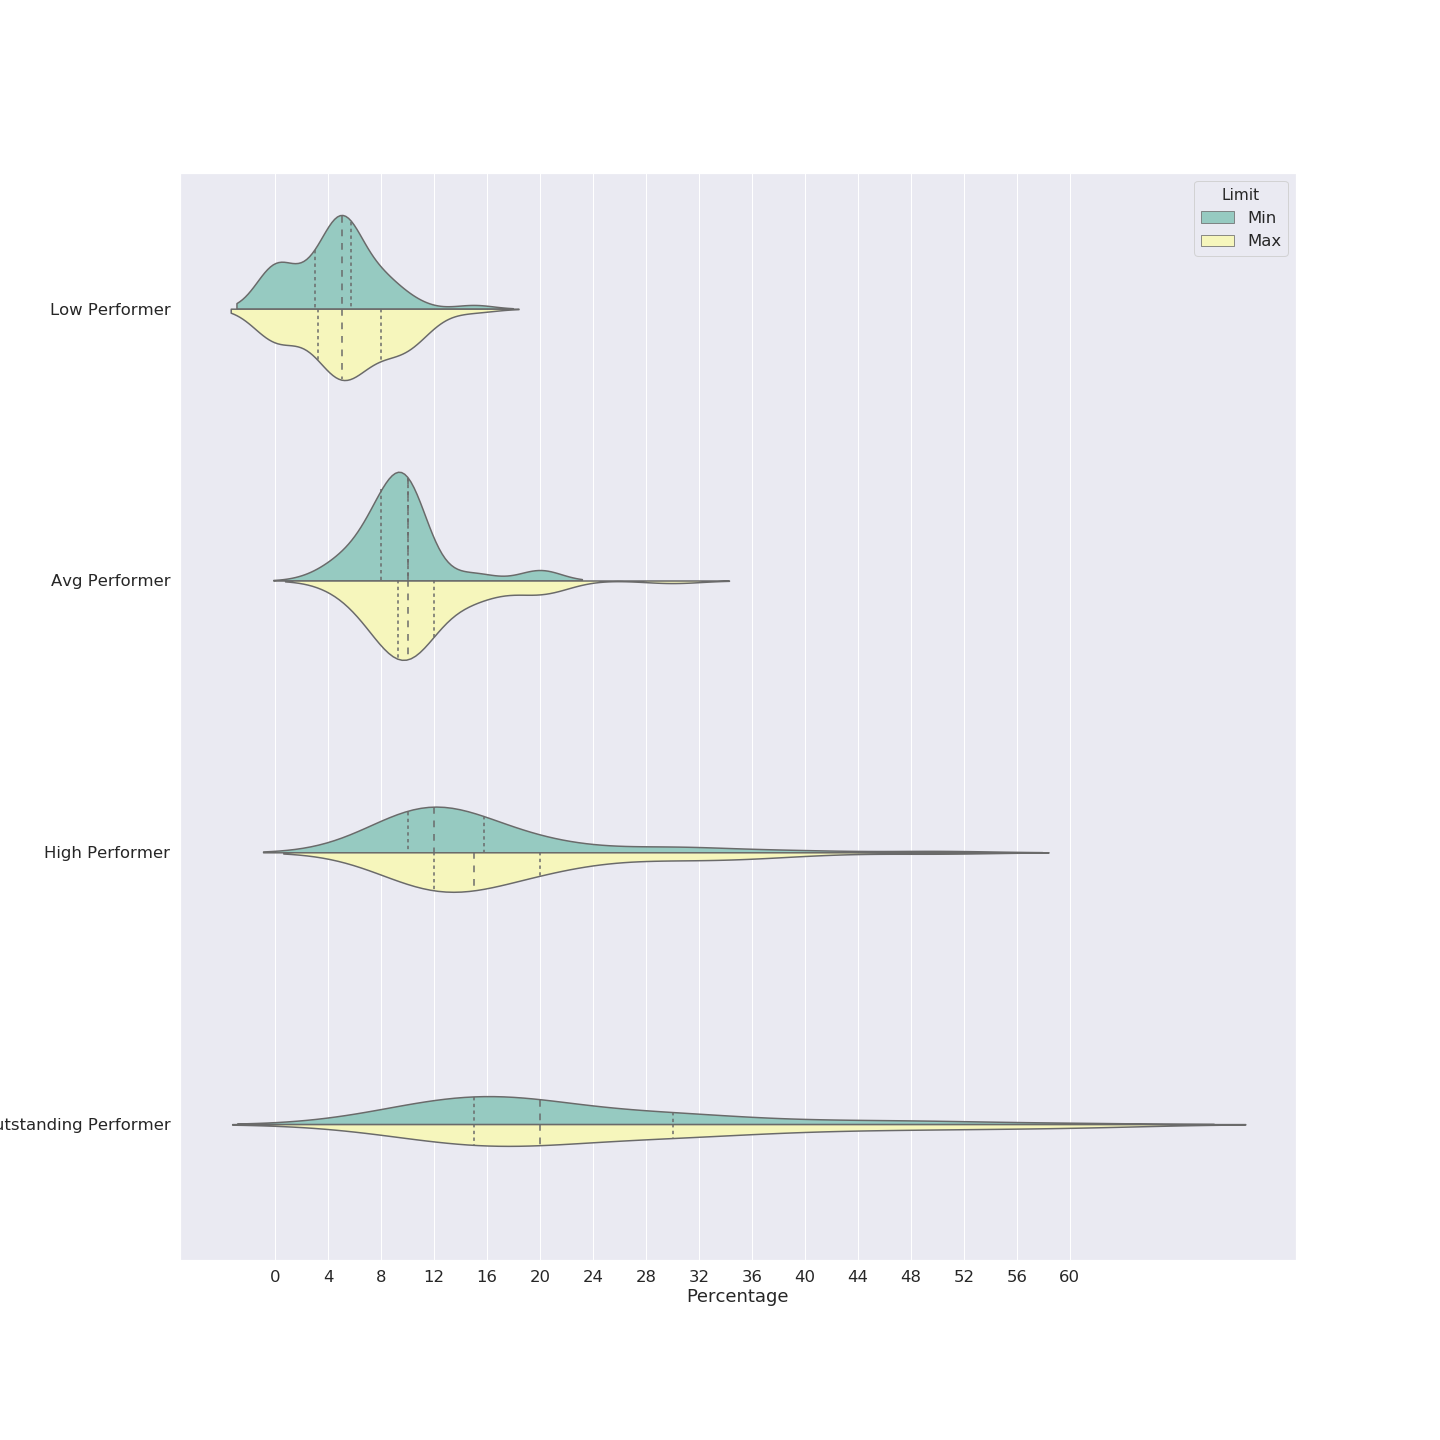 Limit
Min
Max
Low Performer
Avg Performer
High Performer
utstanding Performer
0 4 8 12 16 20 24 28 32 36 40 44 48 52 56 60
Percentage